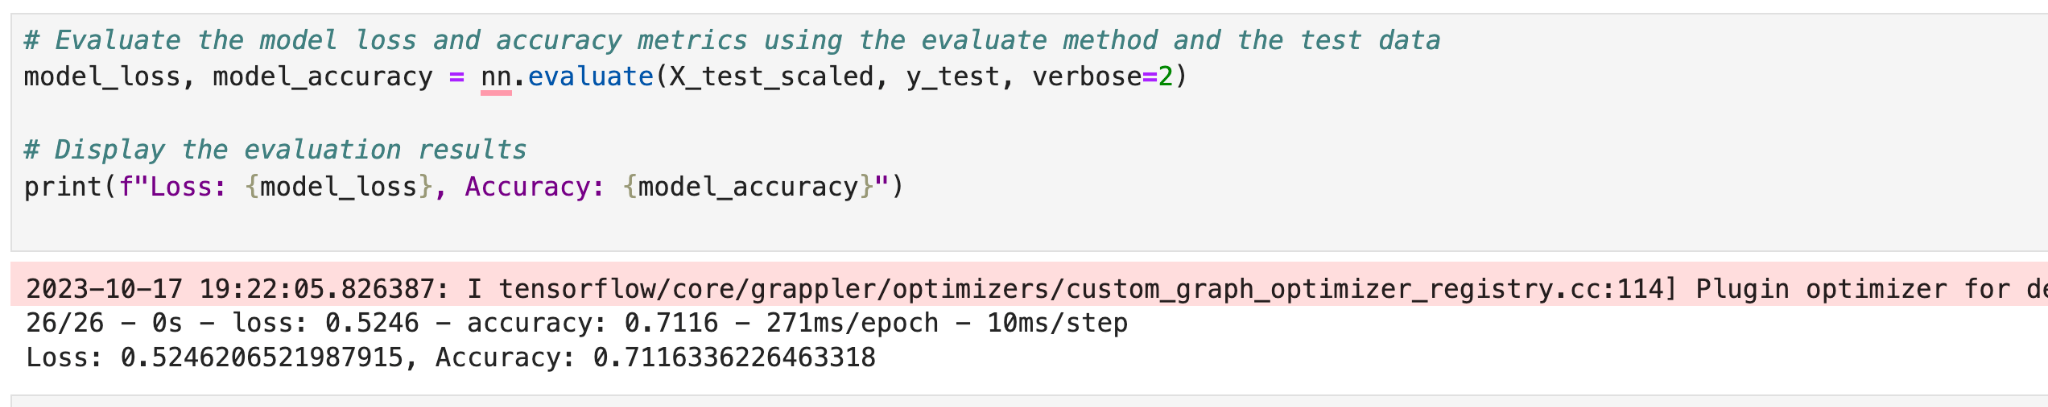 # Evaluate the model loss and accuracy metrics using the evaluate method and the test data
model_loss, model_accuracy = nn.evaluate(X_test_scaled, y_test, verbose=2)
# Display the evaluation results
print(f"Loss: {model_loss}, Accuracy: {model_accuracy}")
2023-10-17 19:22:05.826387: I tensorflow/core/grappler/optimizers/custom_graph_optimizer_registry.cc:114] Plugin optimizer for
26/26 - 0s - loss: 0.5246 - accuracy: 0.7116 - 271ms/epoch - 10ms/step
Loss: 0.5246206521987915, Accuracy: 0.7116336226463318